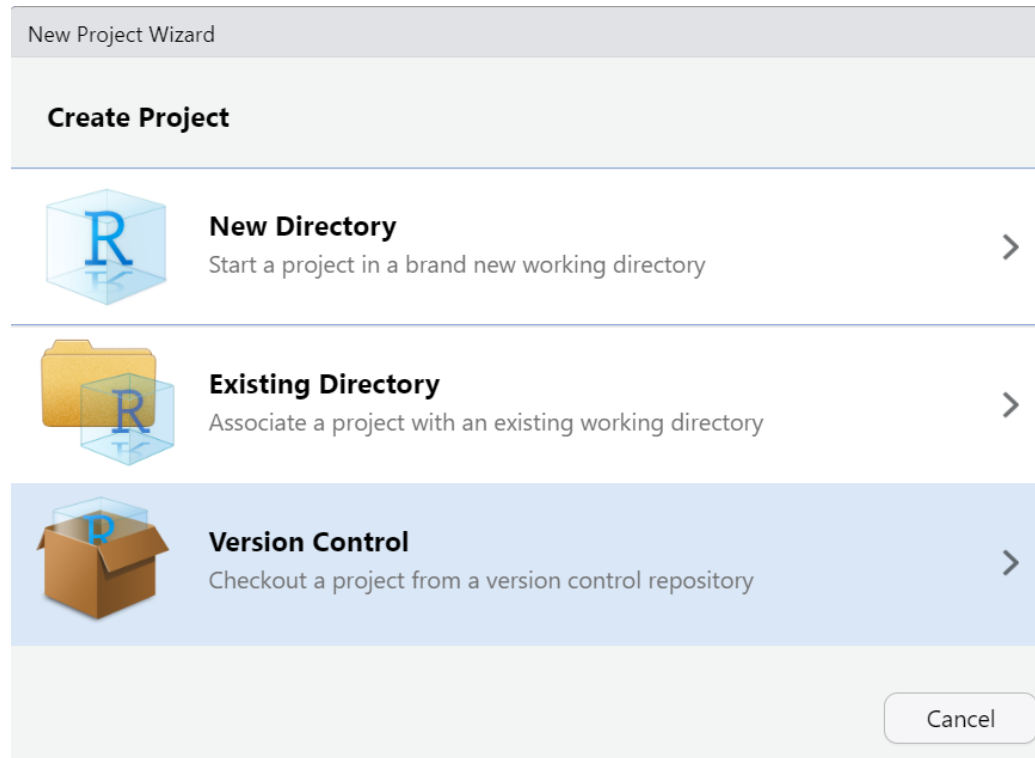 New Project Wizard
Create Project
New Directory
Start a project in a brand new working directory
Existing Directory
Associate a project with an existing working directory
Version Control
Checkout a project from a version control repository
Cancel
R
R
R